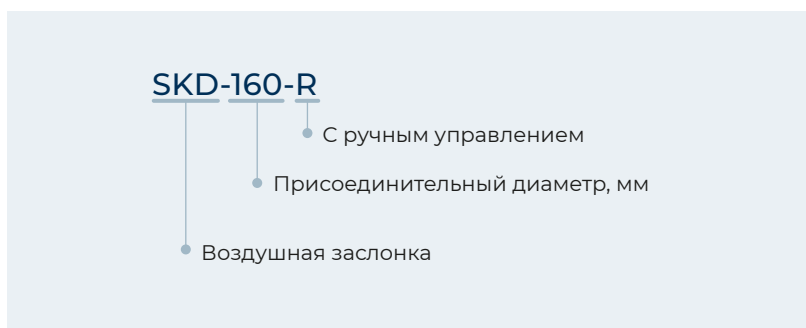 SKD-160-R
С ручным управлением
Присоединительный диаметр, мм
Воздушная заслонка